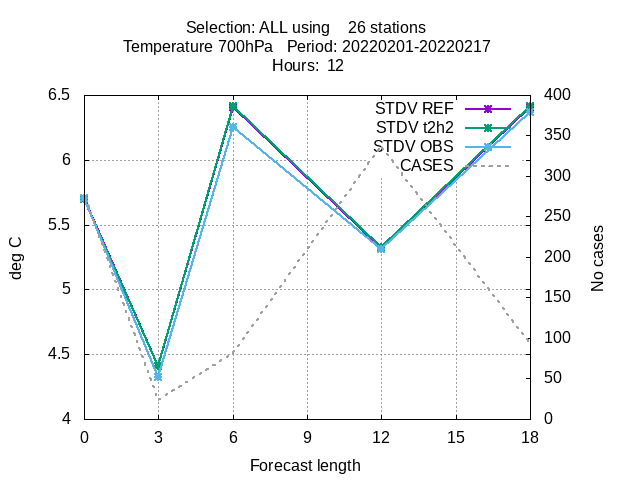 Selection: ALL using    26 stations
Temperature 700hPa   Period: 20220201-20220217
Hours:  12
6.5
6
5.5
5
4.5
4
400
350
300
250
200
150
100
50
0
STDV REF
STDV t2h2
STDV OBS
CASES
deg C
No cases
0 3 6 9 12 15 18
Forecast length